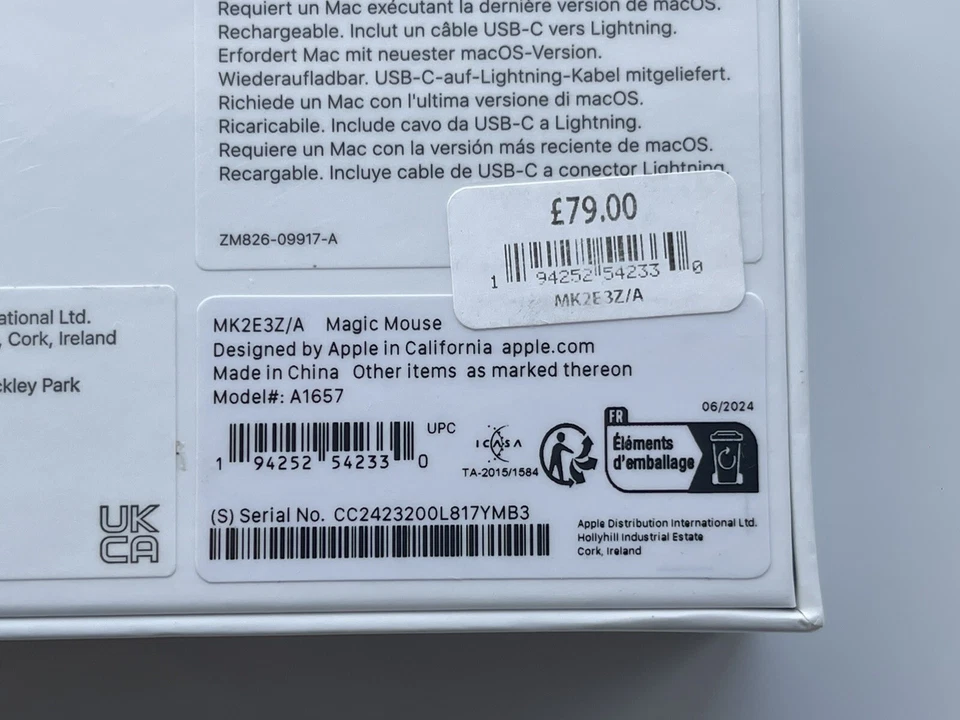 Requiert un Mac exécutant la dernière version de macOS.
Rechargeable. Inclut un câble USB-C vers Lightning.
Erfordert Mac mit neuester macOS-Version.
Wiederaufladbar. USB-C-auf-Lightning-Kabel mitgeliefert.
Richiede un Mac con l'ultima versione di macOS.
Ricaricabile. Include cavo da USB-C a Lightning.
Requiere un Mac con la versión más reciente de macOS.
Recargable. Incluye cable de USB-C a conector Lightning.
ZM826-09917-A
£79.00
1 94252 54233 0
MK2E3Z/A
ational Ltd.
, Cork, Ireland
ckley Park
UK
CA
MK2E3Z/A Magic Mouse
Designed by Apple in California apple.com
Made in China Other items as marked thereon
Model#: A1657
UPC
1 94252 54233 0
ICASA
TA-2015/1584
06/2024
FR
Éléments
d'emballage
(S) Serial No. CC2423200L817YMB3
Apple Distribution International Ltd.
Hollyhill Industrial Estate
Cork, Ireland